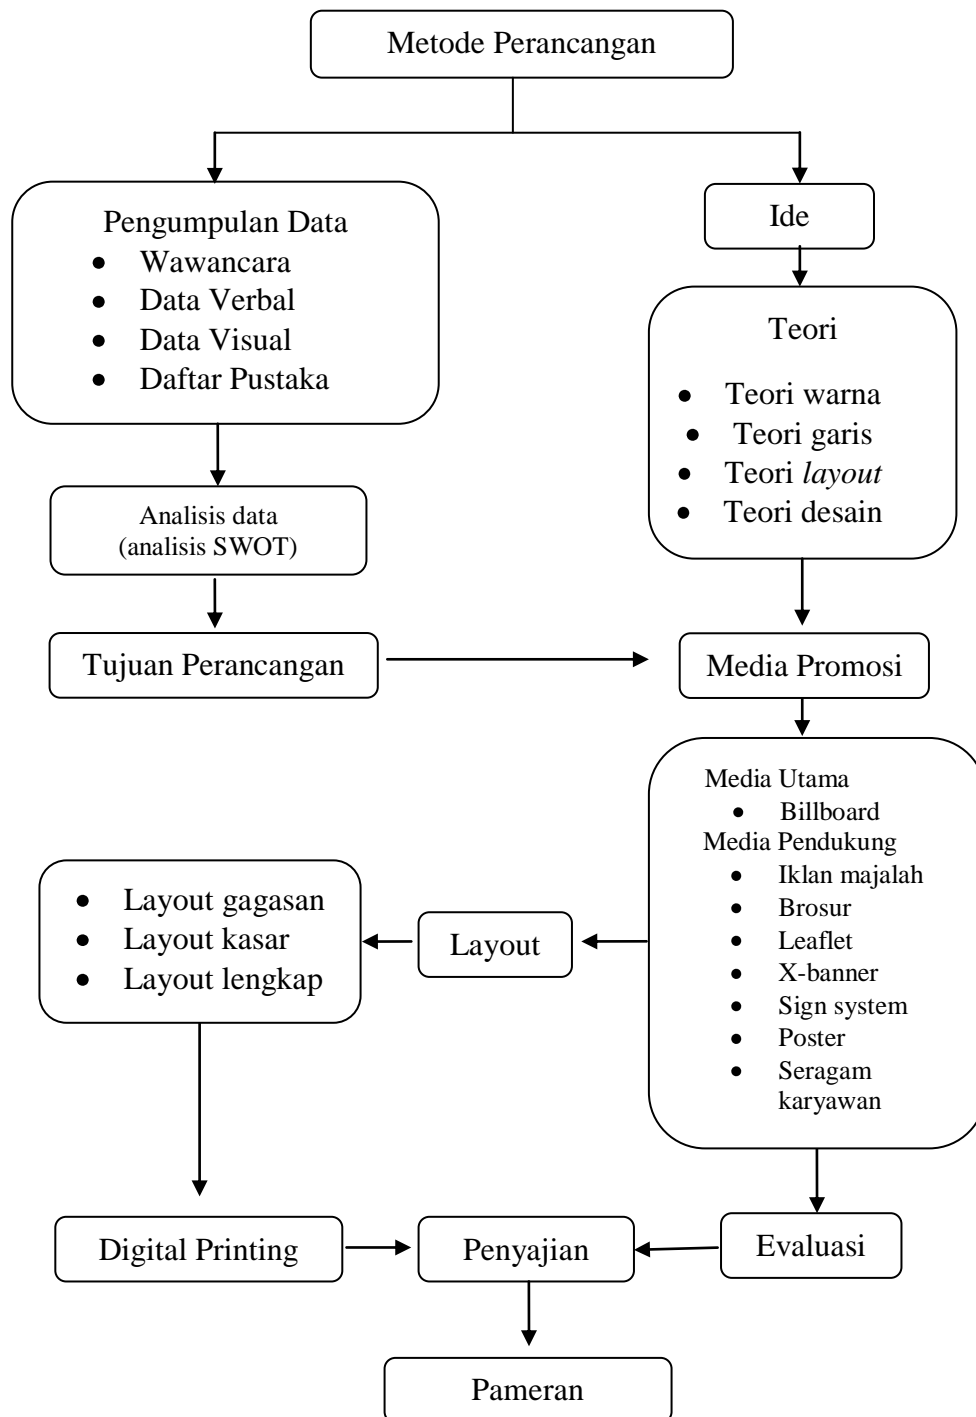 Metode Perancangan
Pengumpulan Data
• Wawancara
• Data Verbal
• Data Visual
• Daftar Pustaka
Ide
Teori
• Teori warna
• Teori garis
• Teori layout
• Teori desain
Analisis data
(analisis SWOT)
Tujuan Perancangan
Media Promosi
Media Utama
• Billboard
Media Pendukung
• Iklan majalah
• Brosur
• Leaflet
• X-banner
• Sign system
• Poster
• Seragam
karyawan
Layout
• Layout gagasan
• Layout kasar
• Layout lengkap
Digital Printing
Penyajian
Evaluasi
Pameran